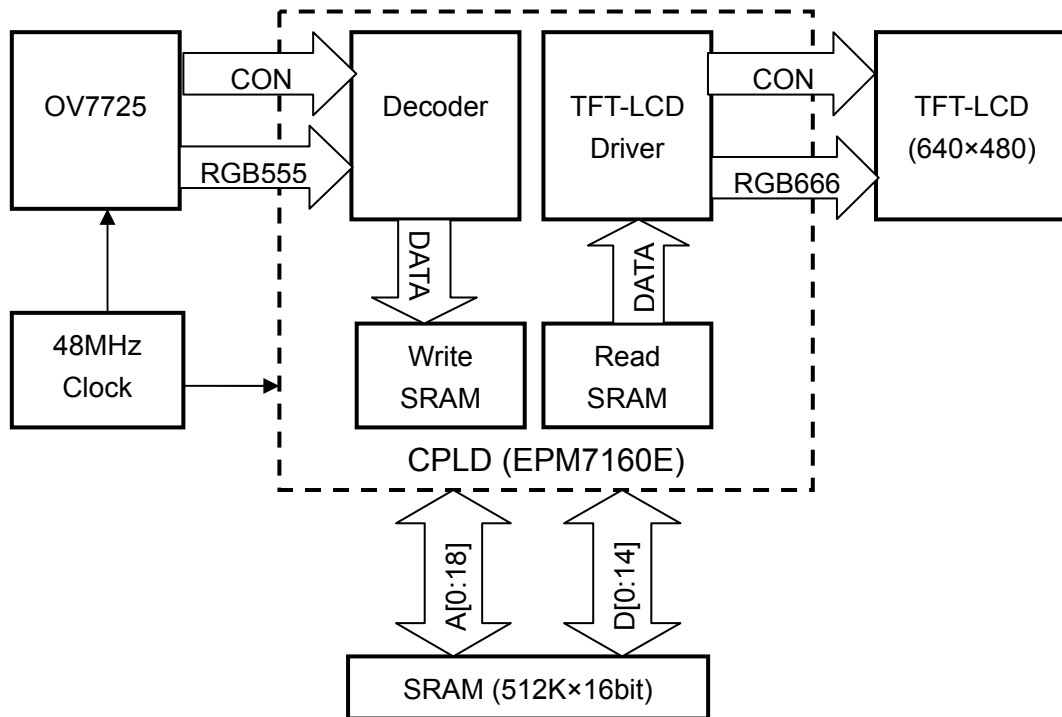 OV7725
CON
RGB555
Decoder
TFT-LCD
Driver
CON
RGB666
TFT-LCD
(640×480)
DATA
DATA
48MHz
Clock
Write
SRAM
Read
SRAM
CPLD (EPM7160E)
A[0:18]
D[0:14]
SRAM (512K×16bit)